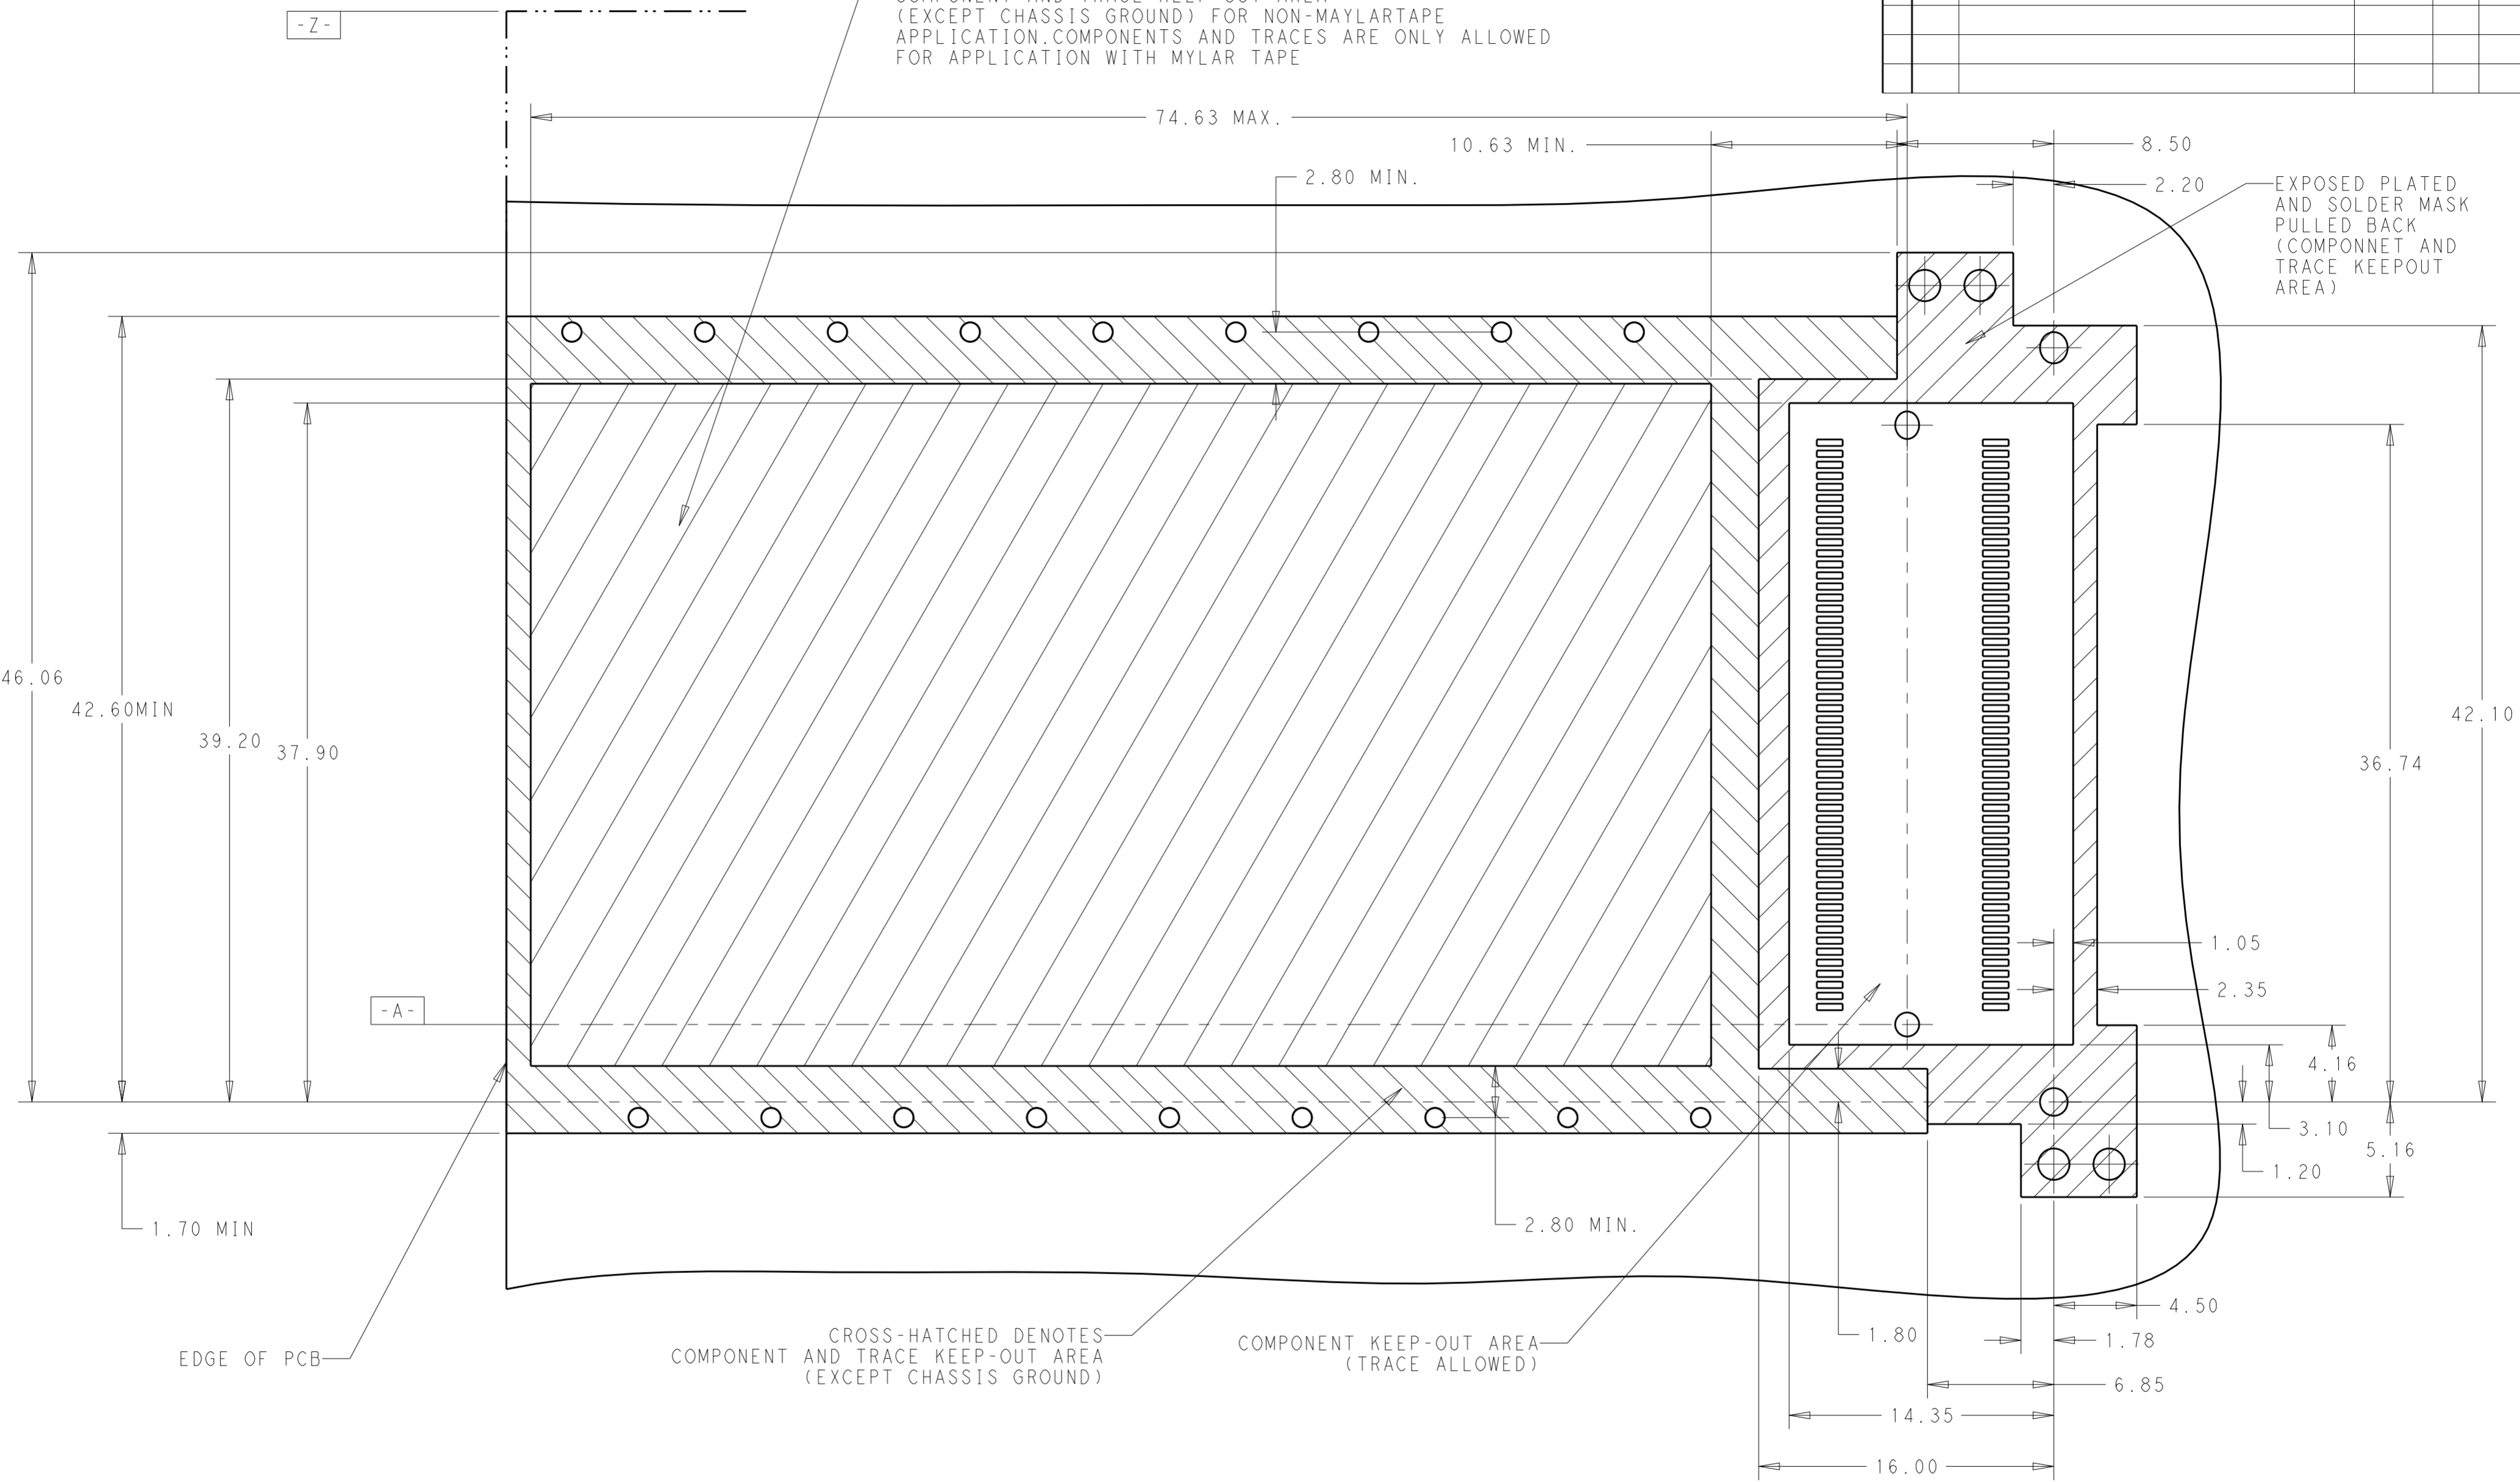 -Z-
(EXCEPT CHASSIS GROUND) FOR NON-MAYLARTAPE
APPLICATION.COMPONENTS AND TRACES ARE ONLY ALLOWED
FOR APPLICATION WITH MYLAR TAPE
74.63 MAX.
10.63 MIN.
8.50
2.80 MIN.
2.20
EXPOSED PLATED
AND SOLDER MASK
PULLED BACK
(COMPONNET AND
TRACE KEEPOUT
AREA)
46.06
42.60MIN
39.20
37.90
42.10
36.74
1.05
2.35
-A-
4.16
3.10
5.16
1.20
1.70 MIN
2.80 MIN.
4.50
1.80
1.78
EDGE OF PCB
CROSS-HATCHED DENOTES
COMPONENT AND TRACE KEEP-OUT AREA
(EXCEPT CHASSIS GROUND)
COMPONENT KEEP-OUT AREA
(TRACE ALLOWED)
6.85
14.35
16.00